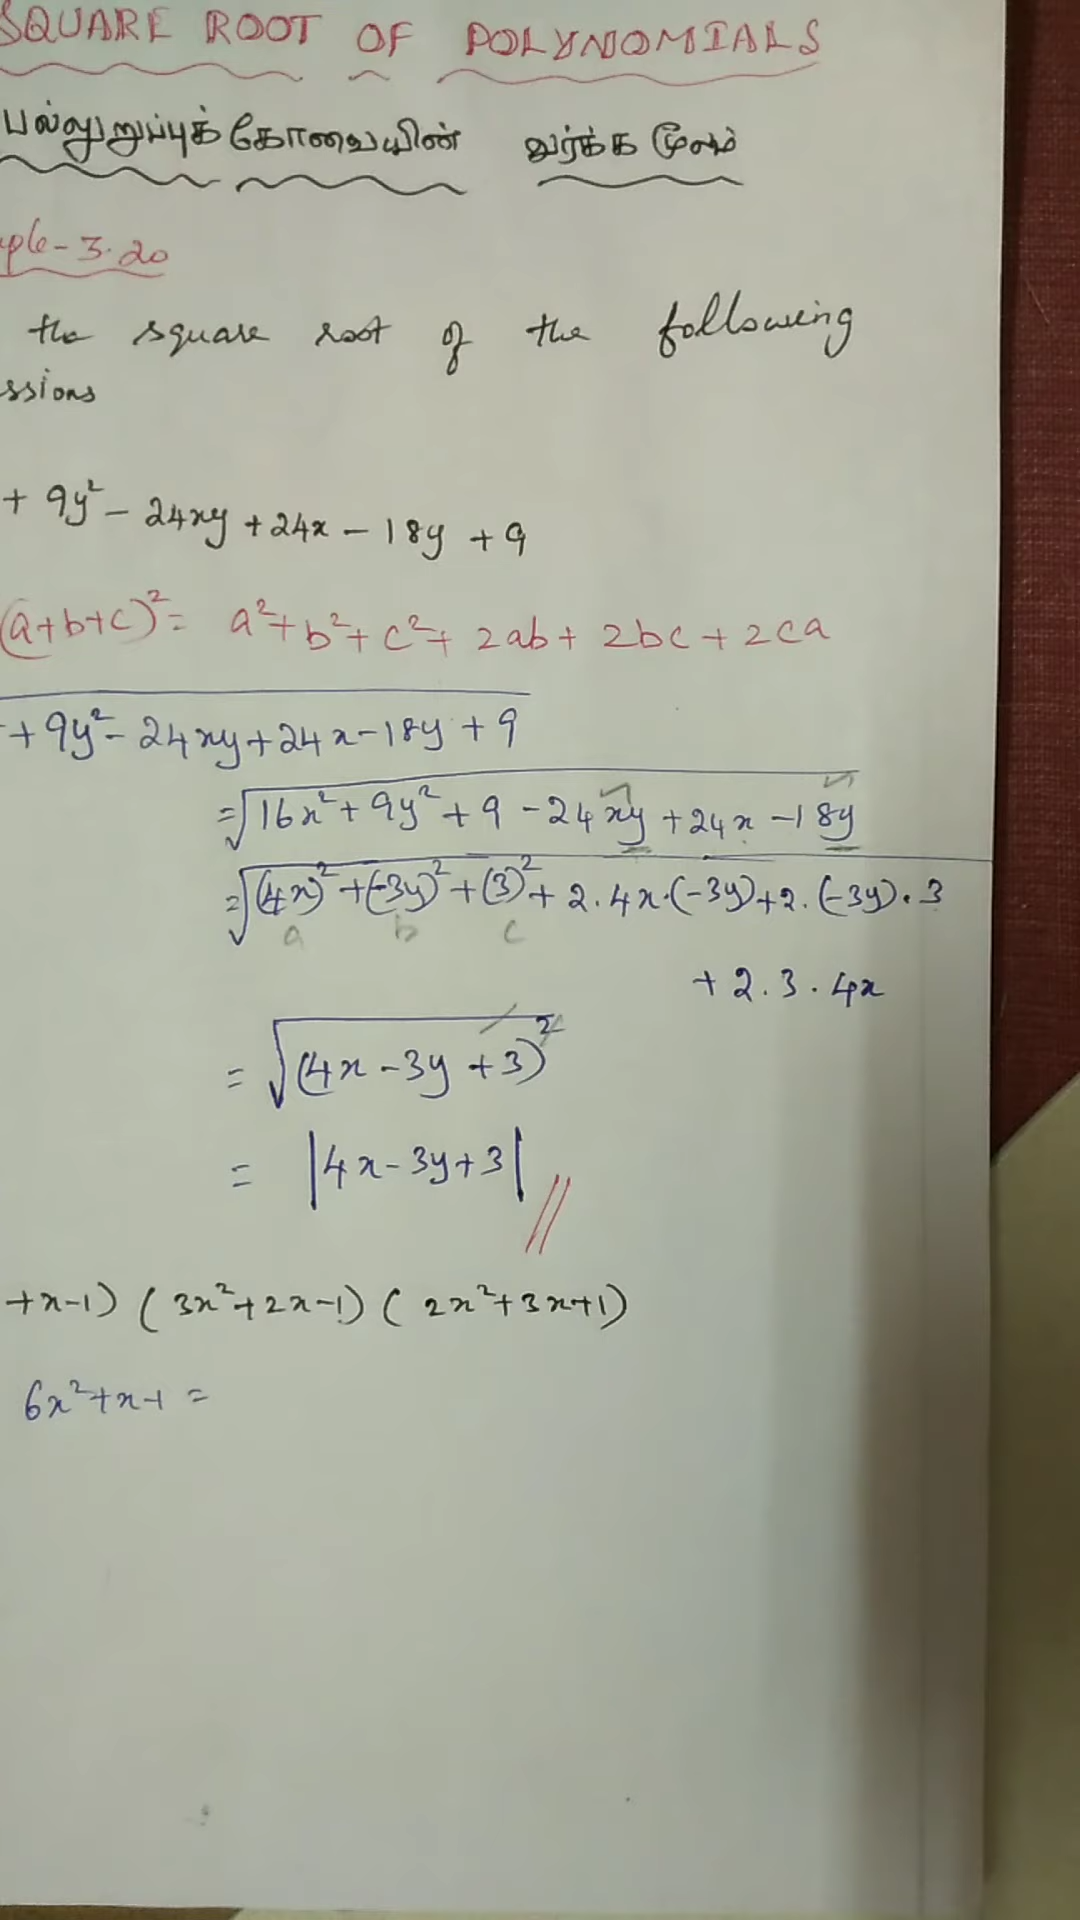 SQUARE ROOT OF POLYNOMIALS
பல்லுறுப்புக்கோவையின் வர்க்க மூலம்
ple-3.20
the square root of the following
ssions
+ 9y² - 24xy + 24x - 18y + 9
(a+b+c)² = a²+b²+c²+2ab+2bc+2ca
+9y²-24xy+24x-18y+9
=√16x²+9y²+9-24xy+24x-18y
=√(4x)²+(-3y)²+(3)²+2.4x.(-3y)+2.(-3y).3
a b c
+2.3.4x
= √(4x-3y+3)²
= |4x-3y+3|
+x-1) (3x²+2x-1) (2x²+3x+1)
6x²+x-1 =